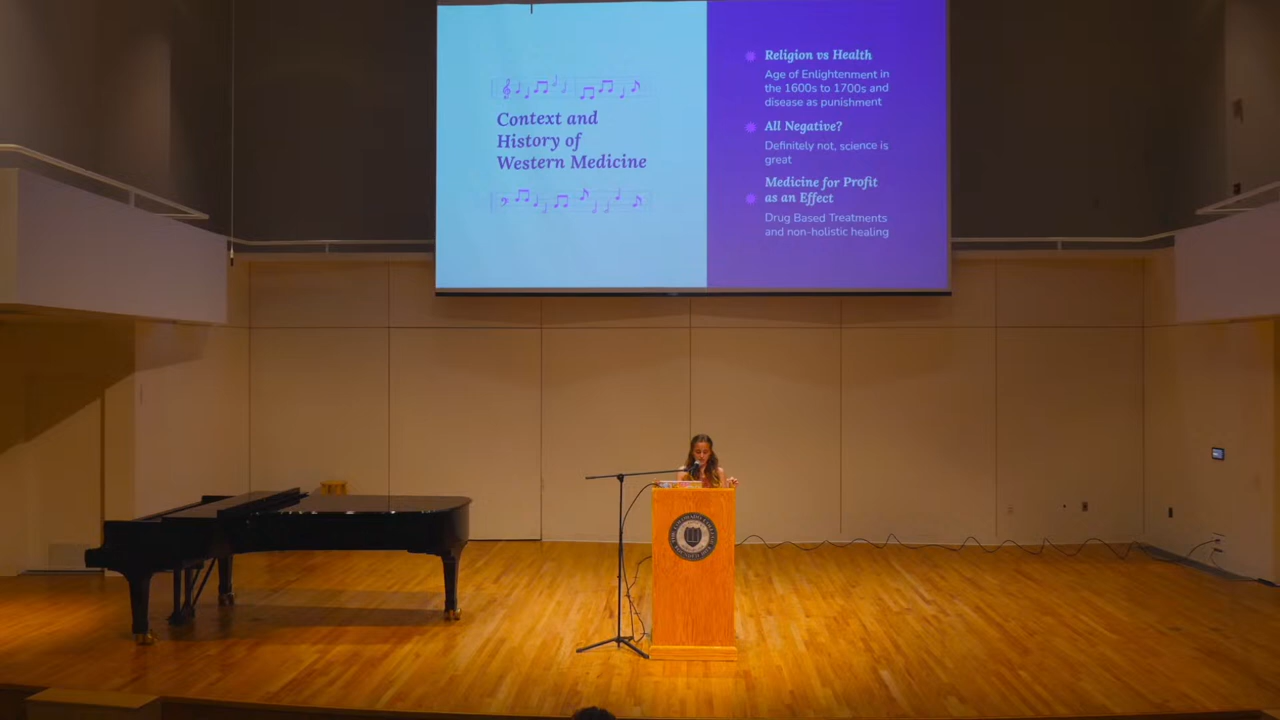 Context and
History of
Western Medicine
Religion vs Health
Age of Enlightenment in
the 1600s to 1700s and
disease as punishment
All Negative?
Definitely not, science is
great
Medicine for Profit
as an Effect
Drug Based Treatments
and non-holistic healing